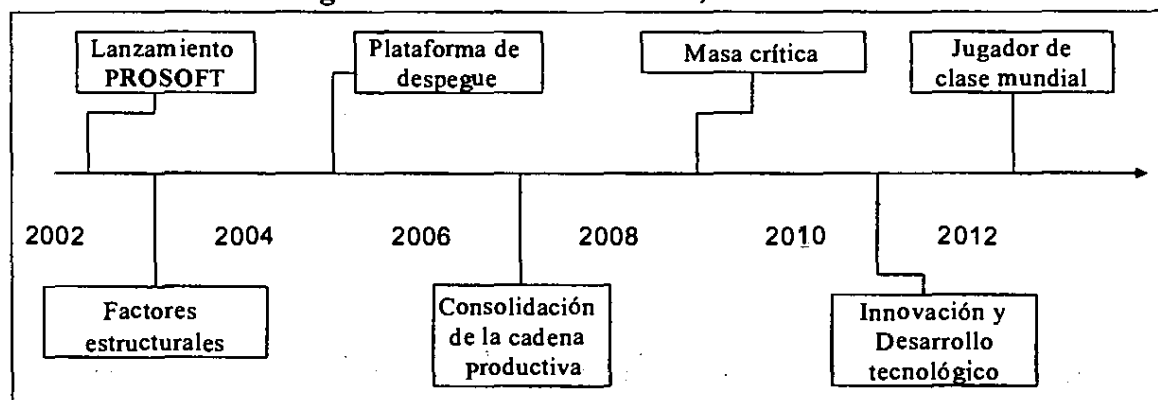 Lanzamiento
PROSOFT
Plataforma de
despegue
Masa crítica
Jugador de
clase mundial
2002
2004
2006
2008
2010
2012
Factores
estructurales
Consolidación
de la cadena
productiva
Innovación y
Desarrollo
tecnológico